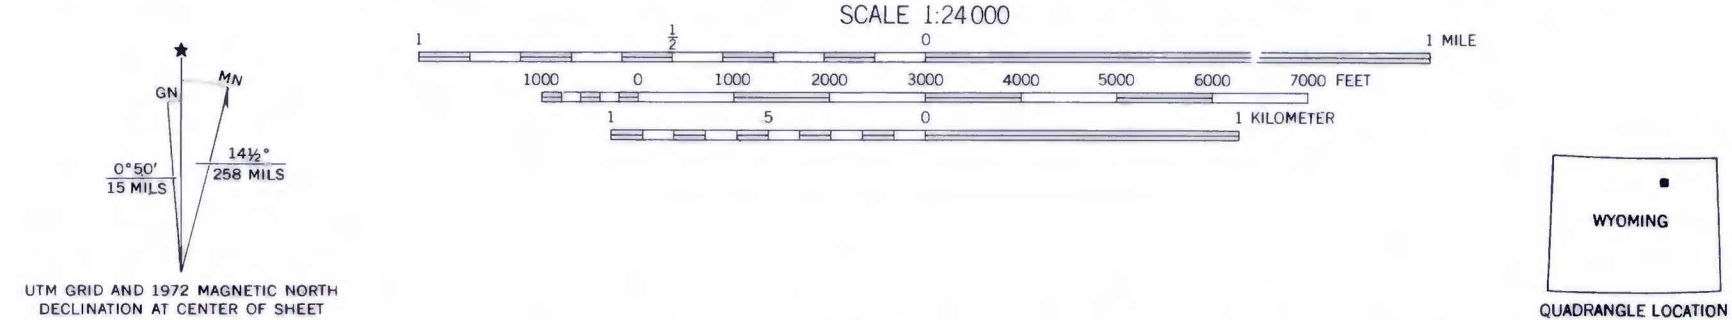 SCALE 1:24 000
1 ½ 0 1 MILE
1000 0 1000 2000 3000 4000 5000 6000 7000 FEET
1 5 0 1 KILOMETER
GN
MN
0°50'
15 MILS
14½°
258 MILS
UTM GRID AND 1972 MAGNETIC NORTH
DECLINATION AT CENTER OF SHEET
WYOMING
QUADRANGLE LOCATION